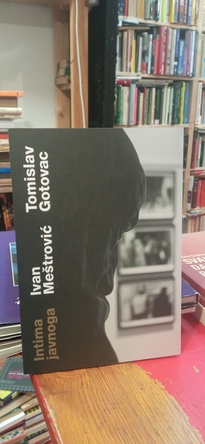 Tomislav
Gotovac
Ivan
Meštrović
Intima
javnoga